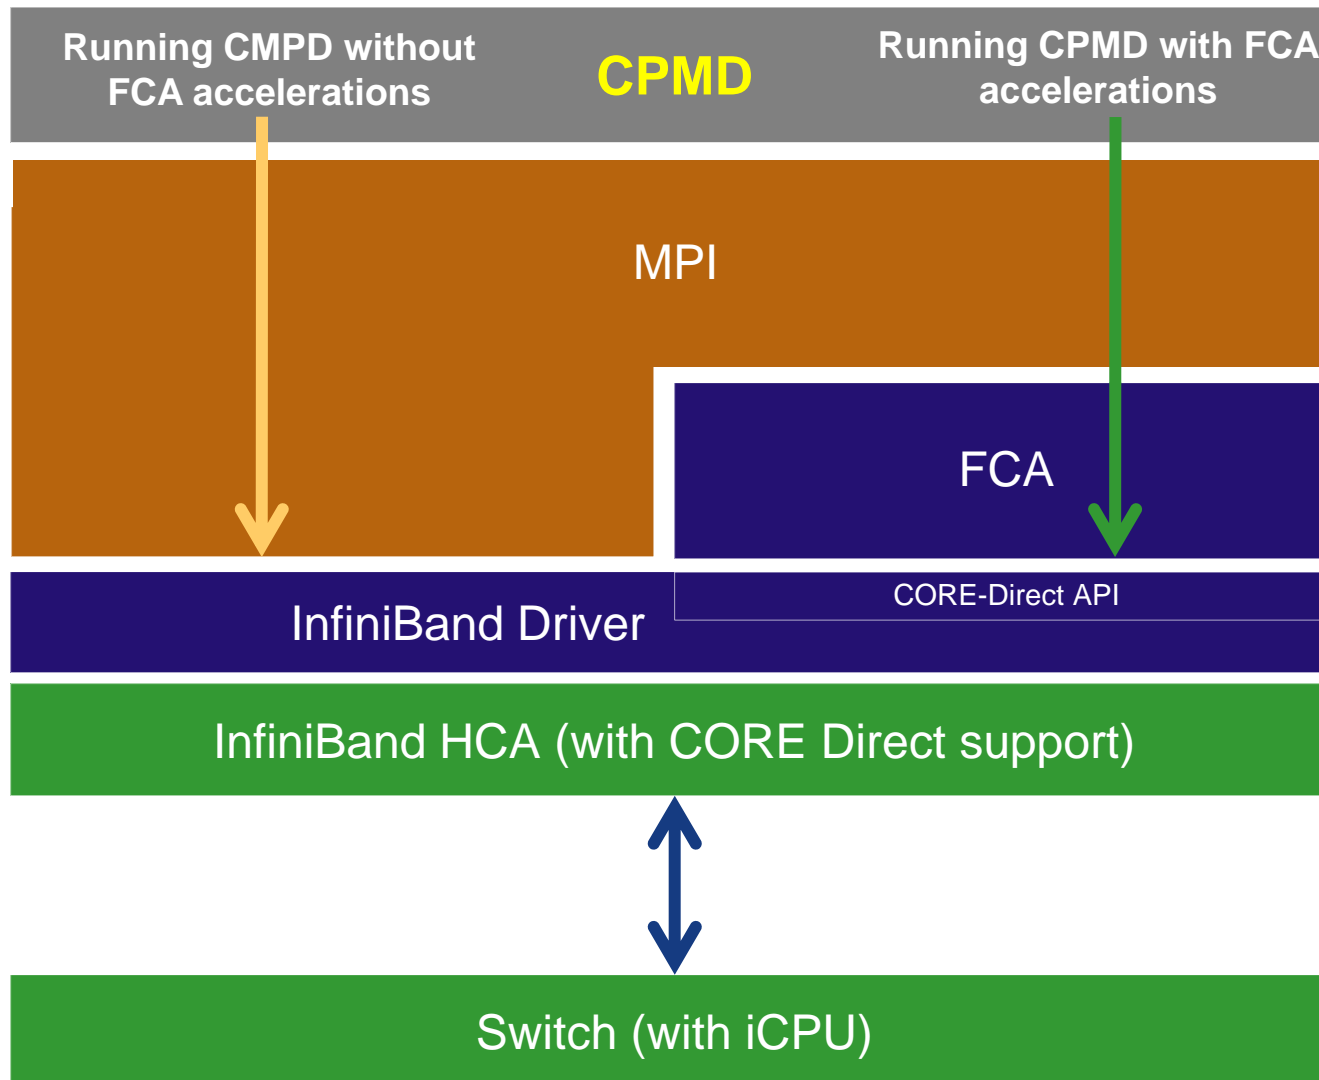 Running CMPD without
FCA accelerations
CPMD
Running CPMD with FCA
accelerations
MPI
FCA
CORE-Direct API
InfiniBand Driver
InfiniBand HCA (with CORE Direct support)
Switch (with iCPU)